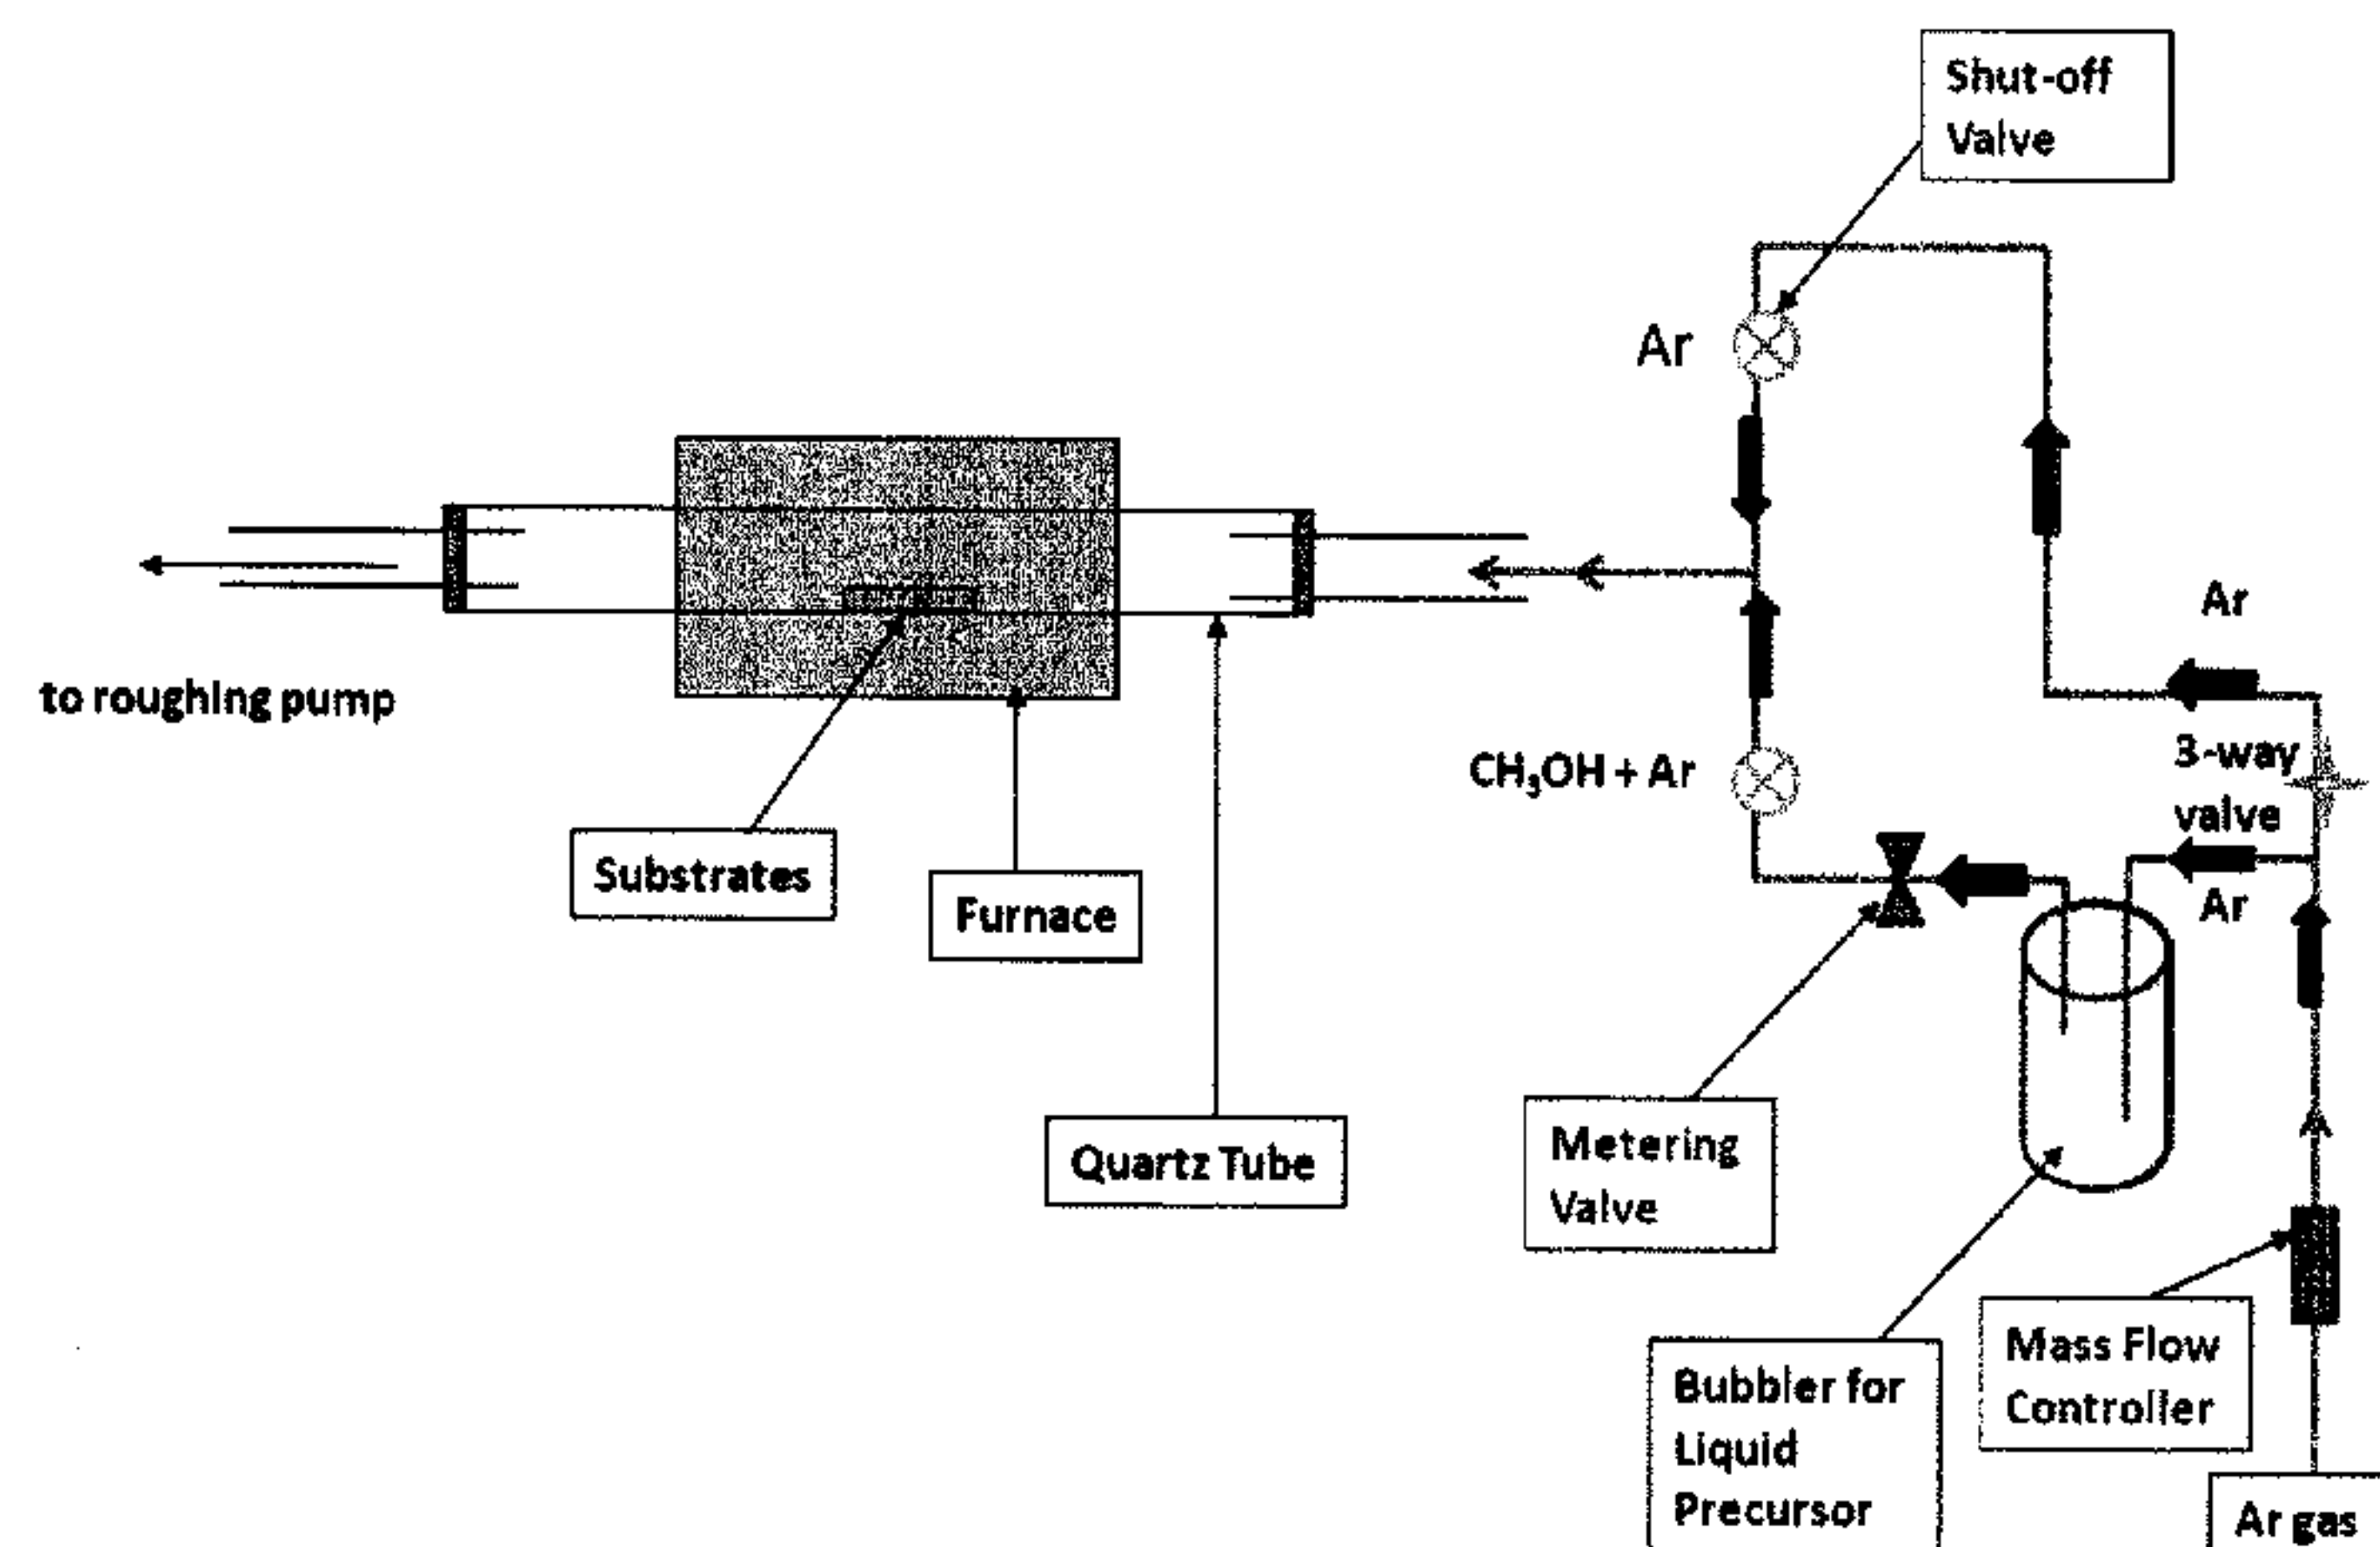 Shut-off
Valve
Ar
Ar
to roughing pump
3-way
valve
CH₃OH + Ar
Substrates
Furnace
Ar
Metering
Valve
Quartz Tube
Mass Flow
Controller
Bubbler for
Liquid
Precursor
Ar gas